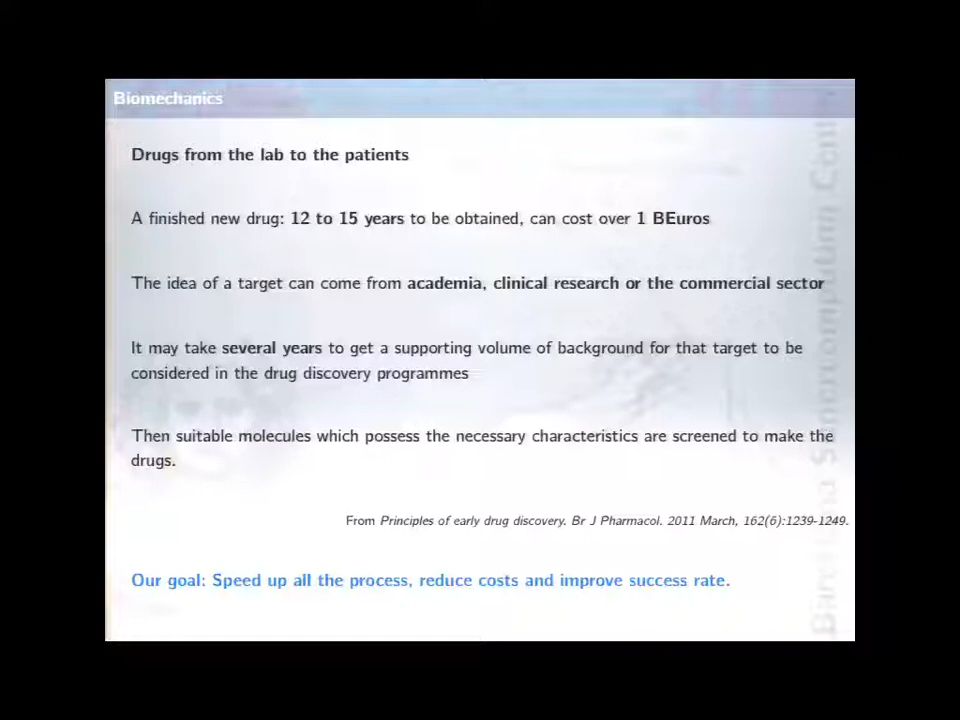 Biomechanics
Drugs from the lab to the patients
A finished new drug: 12 to 15 years to be obtained, can cost over 1 BEuros
The idea of a target can come from academia, clinical research or the commercial sector
It may take several years to get a supporting volume of background for that target to be
considered in the drug discovery programmes
Then suitable molecules which possess the necessary characteristics are screened to make the
drugs.
From Principles of early drug discovery. Br J Pharmacol. 2011 March, 162(6):1239-1249.
Our goal: Speed up all the process, reduce costs and improve success rate.